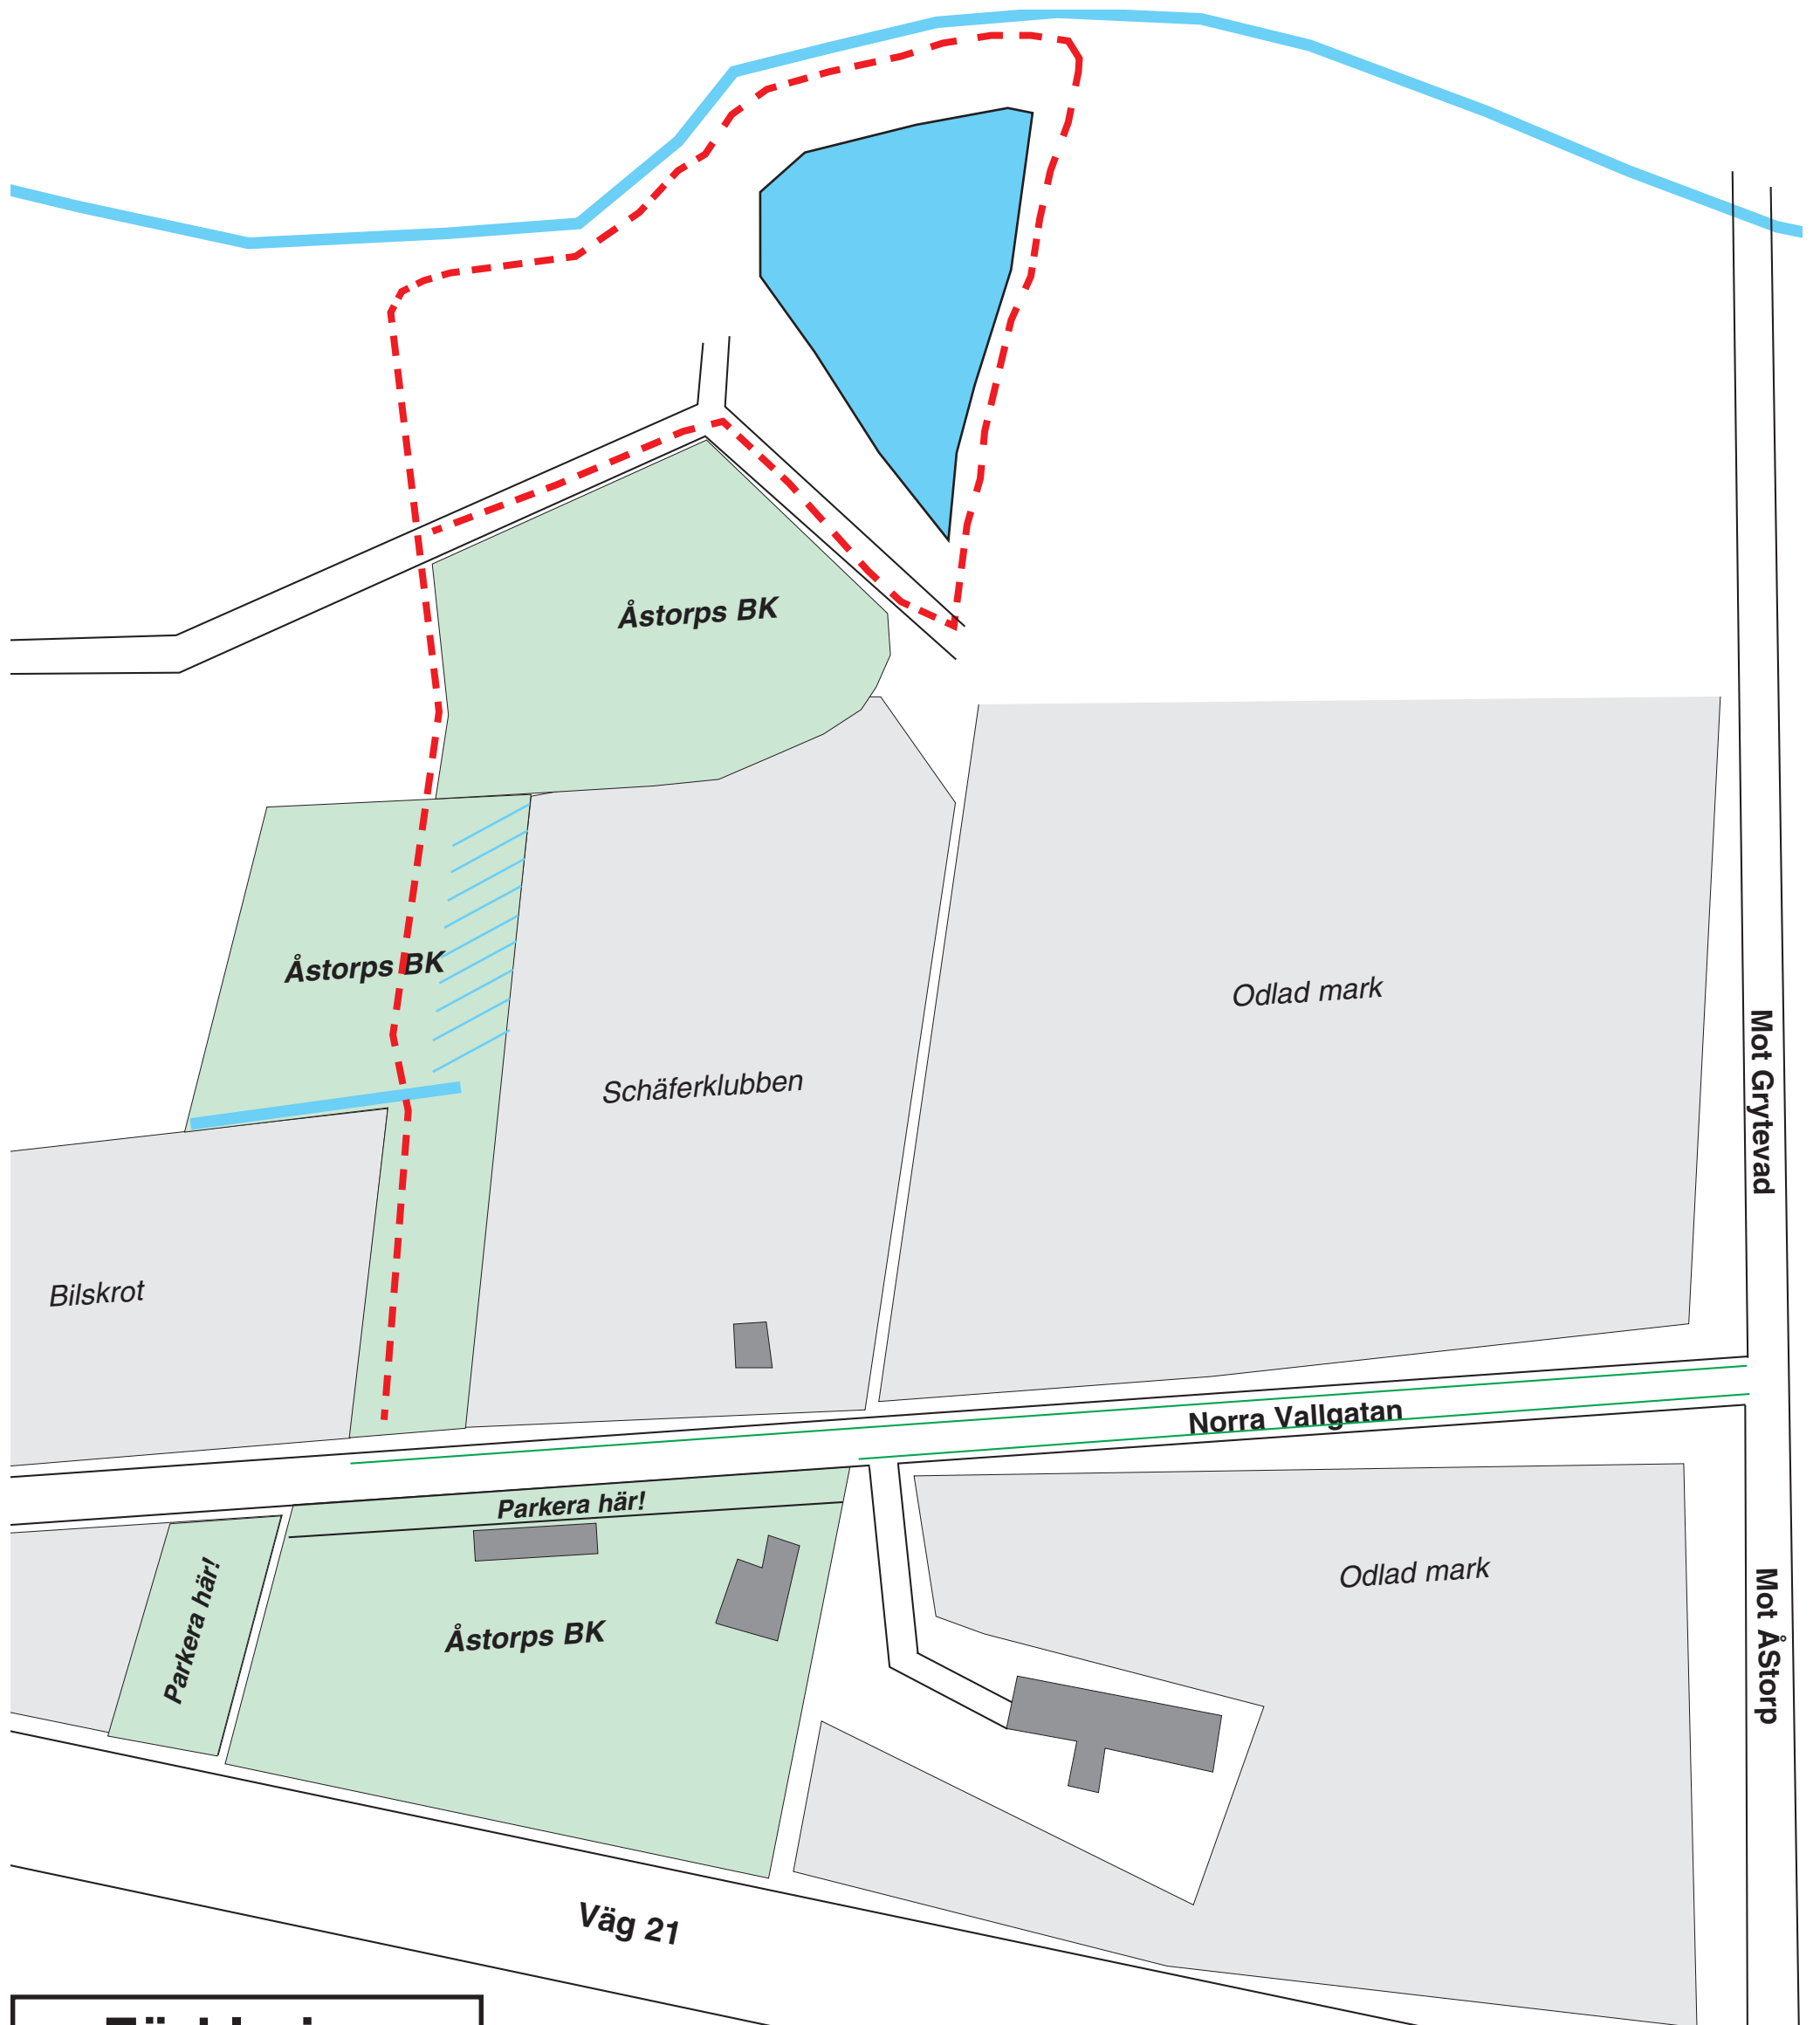 Åstorps BK
Åstorps BK
Odlad mark
Schäferklubben
Mot Grytevad
Bilskrot
Norra Vallgatan
Parkera här!
Parkera här!
Åstorps BK
Odlad mark
Mot ÅStorp
Väg 21